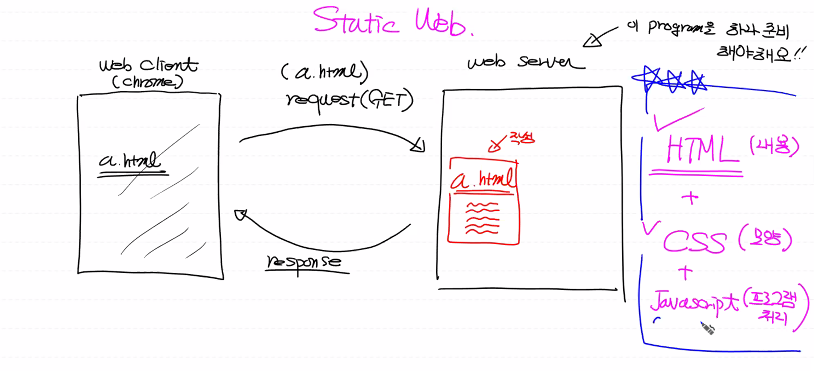 Static Web.
이 program을 하나 준비
해야해요!!
web client
(chrome)
(a.html)
request(GET)
web server
a.html
작성
a.html
response
HTML (내용)
+
CSS (모양)
+
Javascript (프로그램
처리)